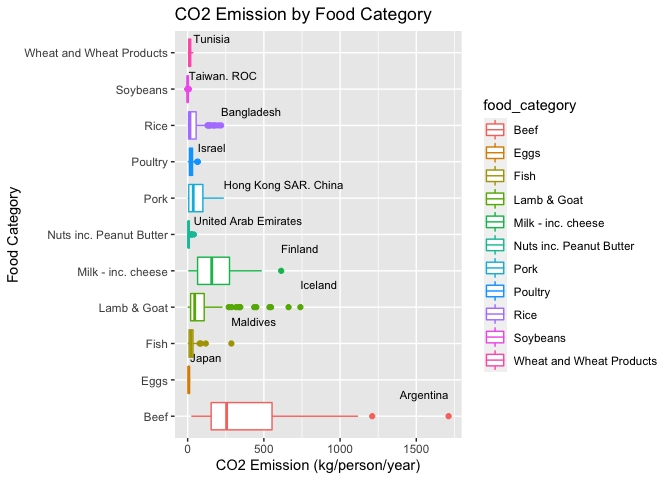 CO2 Emission by Food Category
Food Category
Wheat and Wheat Products
Soybeans
Rice
Poultry
Pork
Nuts inc. Peanut Butter
Milk - inc. cheese
Lamb & Goat
Fish
Eggs
Beef
Tunisia
Taiwan. ROC
Bangladesh
Israel
Hong Kong SAR. China
United Arab Emirates
Finland
Iceland
Maldives
Japan
Argentina
0
500
1000
1500
CO2 Emission (kg/person/year)
food_category
Beef
Eggs
Fish
Lamb & Goat
Milk - inc. cheese
Nuts inc. Peanut Butter
Pork
Poultry
Rice
Soybeans
Wheat and Wheat Products